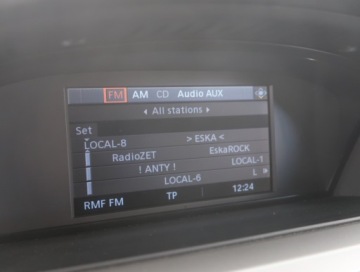 FM AM CD Audio AUX
All stations
Set
LOCAL-8 > ESKA <
RadioZET EskaROCK
! ANTY ! LOCAL-1
LOCAL-6 L
RMF FM TP 12:24